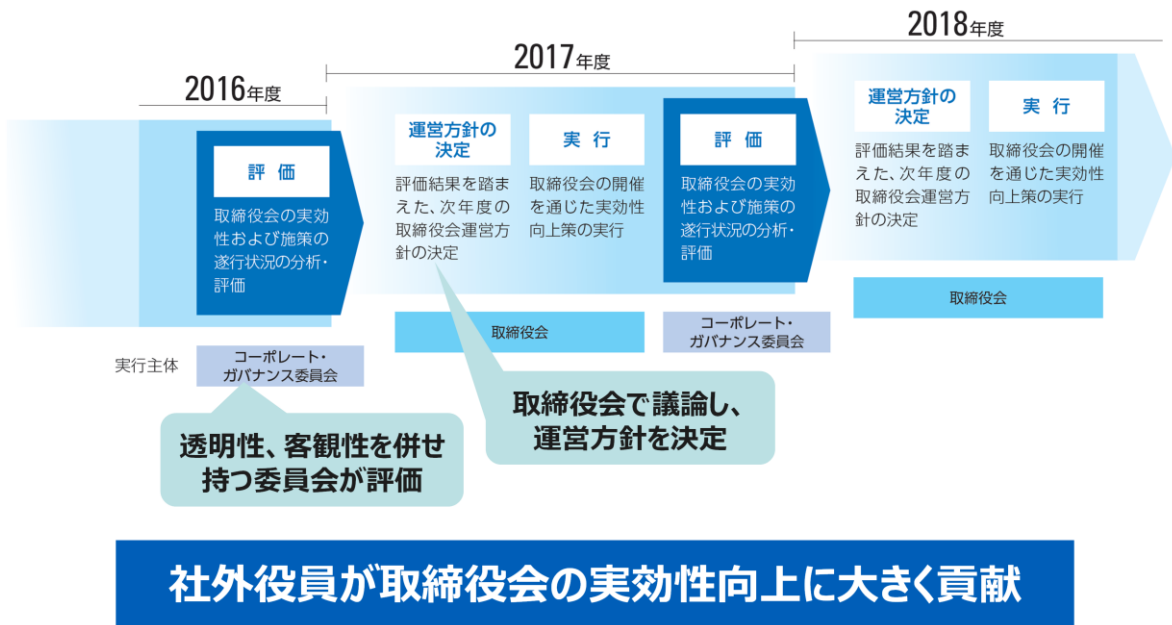 2016年度
2017年度
2018年度
評 価
取締役会の実効
性および施策の
遂行状況の分析・
評価
運営方針の
決定
評価結果を踏ま
えた、次年度の
取締役会運営方
針の決定
実 行
取締役会の開催
を通じた実効性
向上策の実行
評 価
取締役会の実効
性および施策の
遂行状況の分析・
評価
運営方針の
決定
評価結果を踏ま
えた、次年度の
取締役会運営方
針の決定
実 行
取締役会の開催
を通じた実効性
向上策の実行
実行主体
コーポレート・
ガバナンス委員会
取締役会
コーポレート・
ガバナンス委員会
取締役会
透明性、客観性を併せ
持つ委員会が評価
取締役会で議論し、
運営方針を決定
社外役員が取締役会の実効性向上に大きく貢献